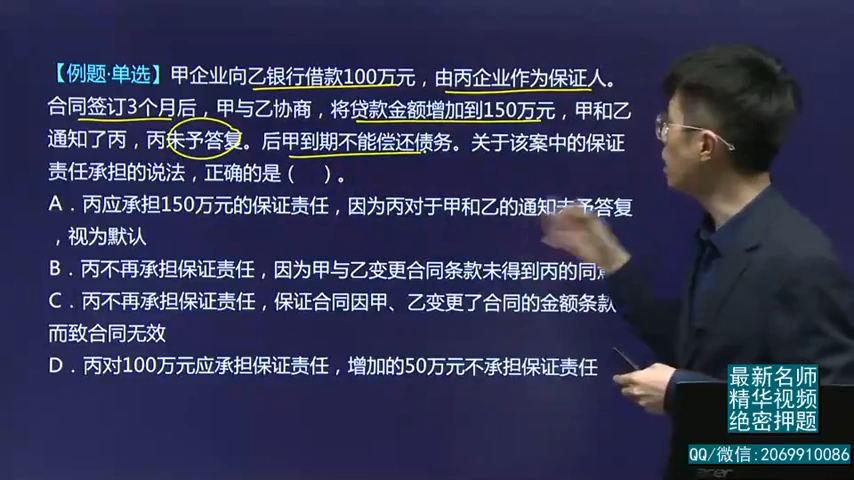 【例题·单选】甲企业向乙银行借款100万元，由丙企业作为保证人。
合同签订3个月后，甲与乙协商，将贷款金额增加到150万元，甲和乙
通知了丙，丙未予答复。后甲到期不能偿还债务。关于该案中的保证
责任承担的说法，正确的是（ ）。
A．丙应承担150万元的保证责任，因为丙对于甲和乙的通知未予答复
，视为默认
B．丙不再承担保证责任，因为甲与乙变更合同条款未得到丙的同意
C．丙不再承担保证责任，保证合同因甲、乙变更了合同的金额条款
而致合同无效
D．丙对100万元应承担保证责任，增加的50万元不承担保证责任
最新名师
精华视频
绝密押题
QQ/微信:2069910086
acer